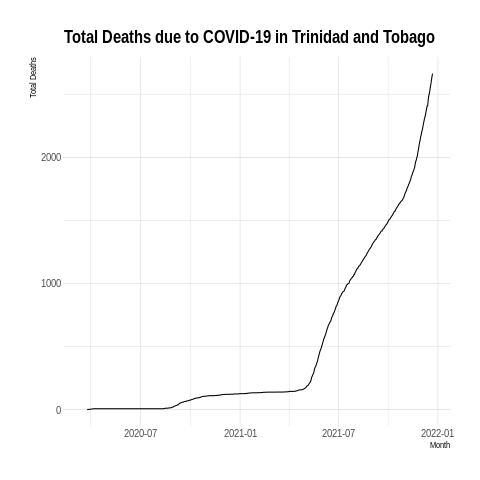 Total Deaths due to COVID-19 in Trinidad and Tobago
Total Deaths
2000
1000
0
2020-07 2021-01 2021-07 2022-01
Month